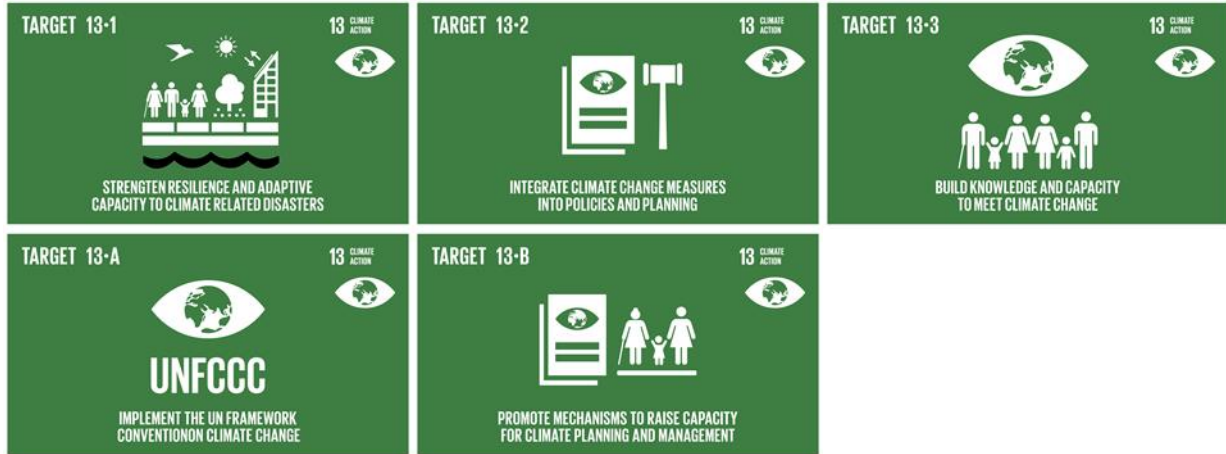 TARGET 13·1
13 CLIMATE
ACTION
STRENGTEN RESILIENCE AND ADAPTIVE
CAPACITY TO CLIMATE RELATED DISASTERS
TARGET 13·2
13 CLIMATE
ACTION
INTEGRATE CLIMATE CHANGE MEASURES
INTO POLICIES AND PLANNING
TARGET 13·3
13 CLIMATE
ACTION
BUILD KNOWLEDGE AND CAPACITY
TO MEET CLIMATE CHANGE
TARGET 13·A
13 CLIMATE
ACTION
UNFCCC
IMPLEMENT THE UN FRAMEWORK
CONVENTIONON CLIMATE CHANGE
TARGET 13·B
13 CLIMATE
ACTION
PROMOTE MECHANISMS TO RAISE CAPACITY
FOR CLIMATE PLANNING AND MANAGEMENT